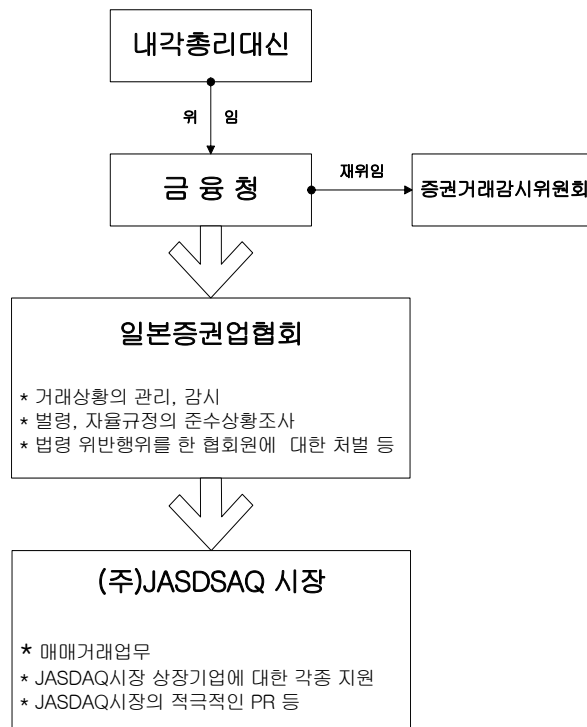 내각총리대신
위 임
금 융 청
재위임
증권거래감시위원회
일본증권업협회
* 거래상황의 관리, 감시
* 벌령, 자율규정의 준수상황조사
* 법령 위반행위를 한 협회원에 대한 처벌 등
(주)JASDSAQ 시장
* 매매거래업무
* JASDAQ시장 상장기업에 대한 각종 지원
* JASDAQ시장의 적극적인 PR 등